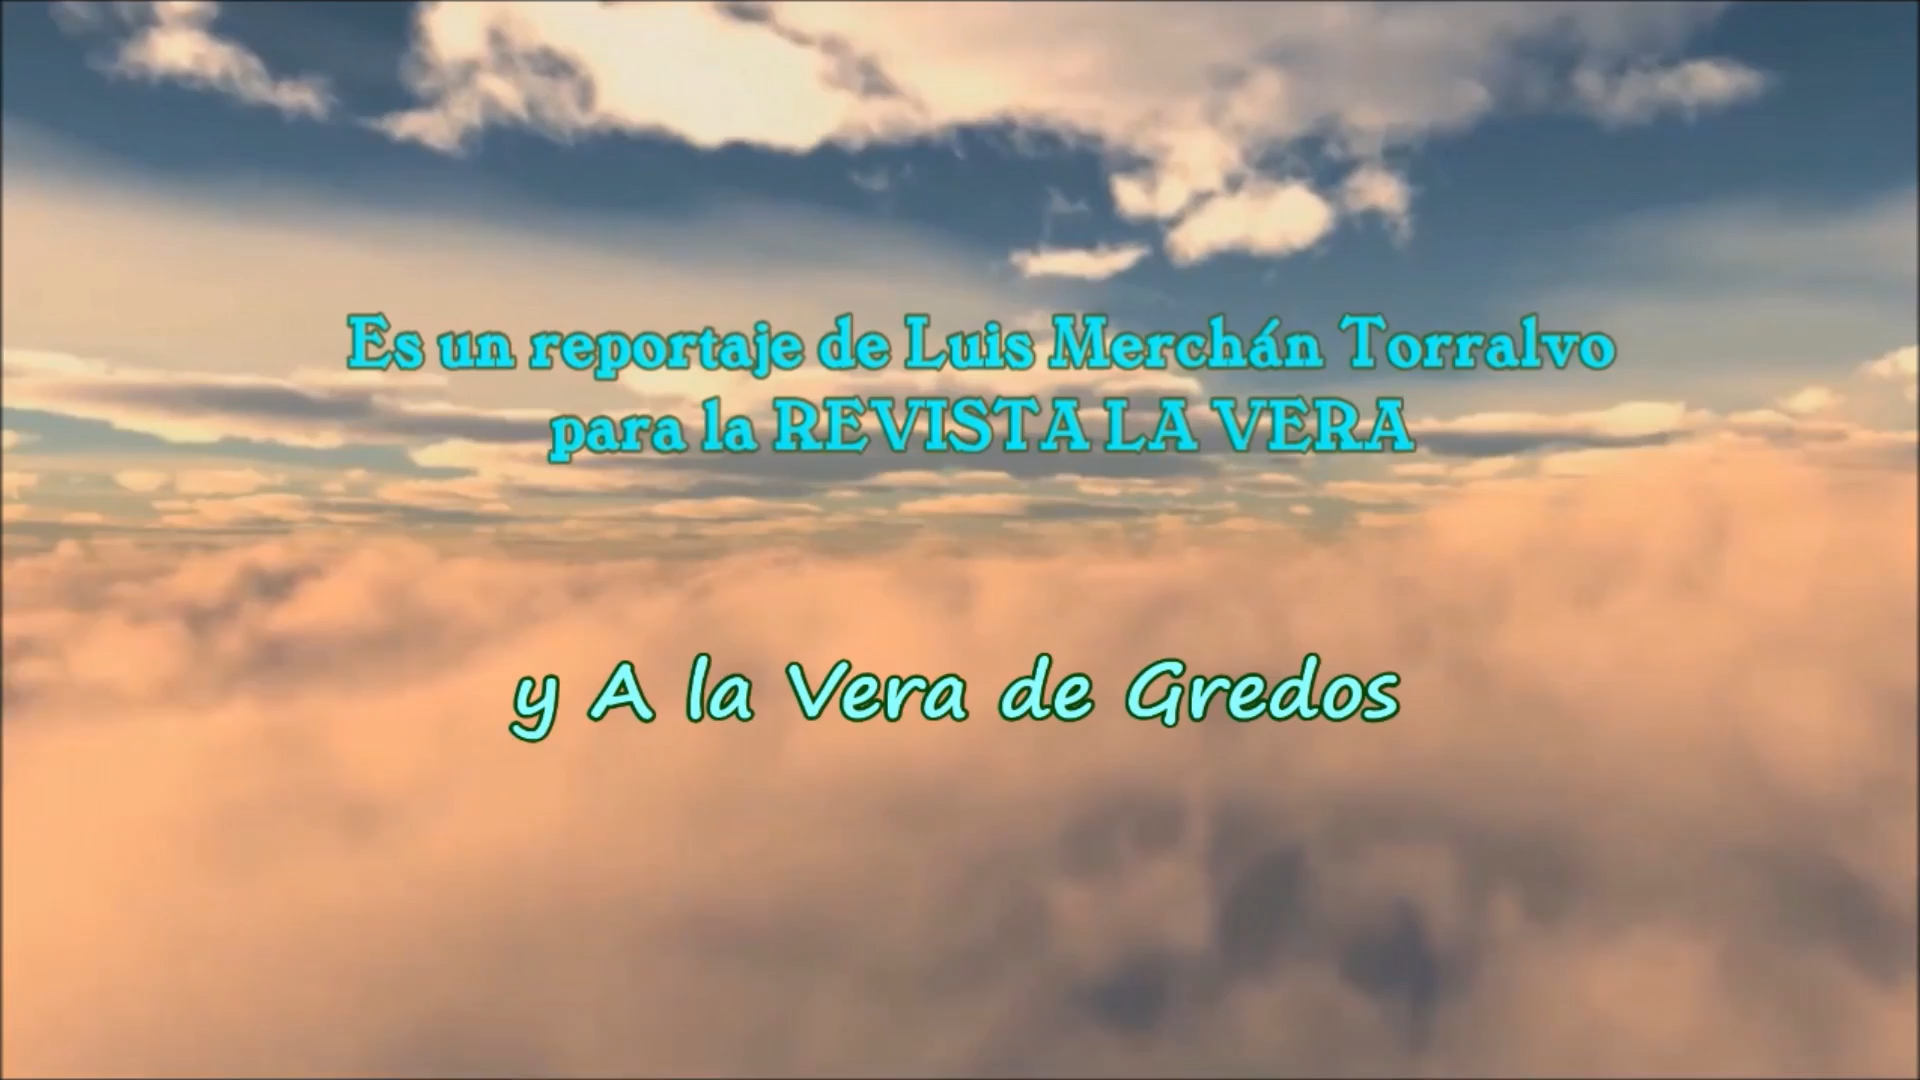 Es un reportaje de Luis Merchán Torralvo
para la REVISTA LA VERA
y A la Vera de Gredos